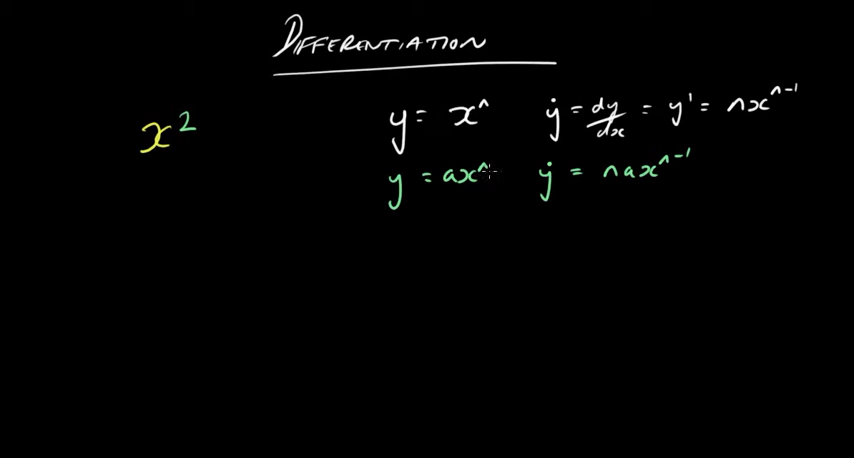 DIFFERENTIATION
x² y = xⁿ ẏ = dy/dx = y' = nxⁿ⁻¹
y = axⁿ ẏ = naxⁿ⁻¹